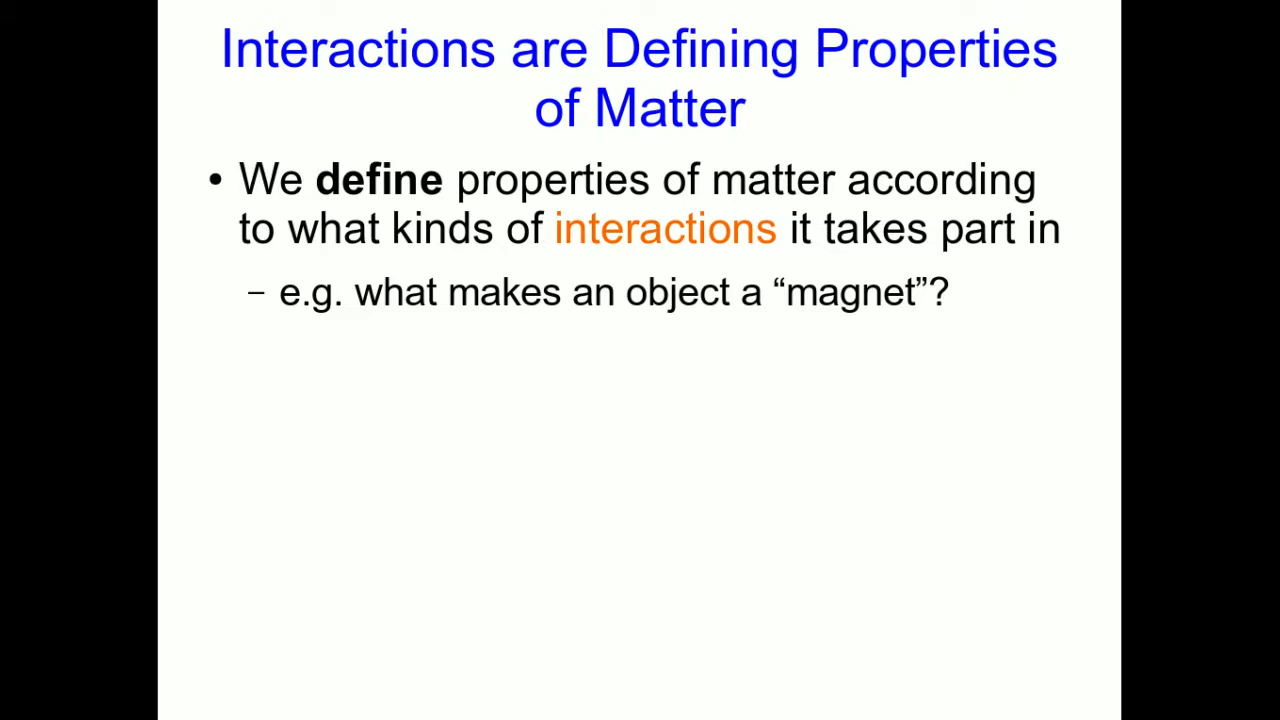 Interactions are Defining Properties
of Matter
• We define properties of matter according
to what kinds of interactions it takes part in
– e.g. what makes an object a “magnet”?